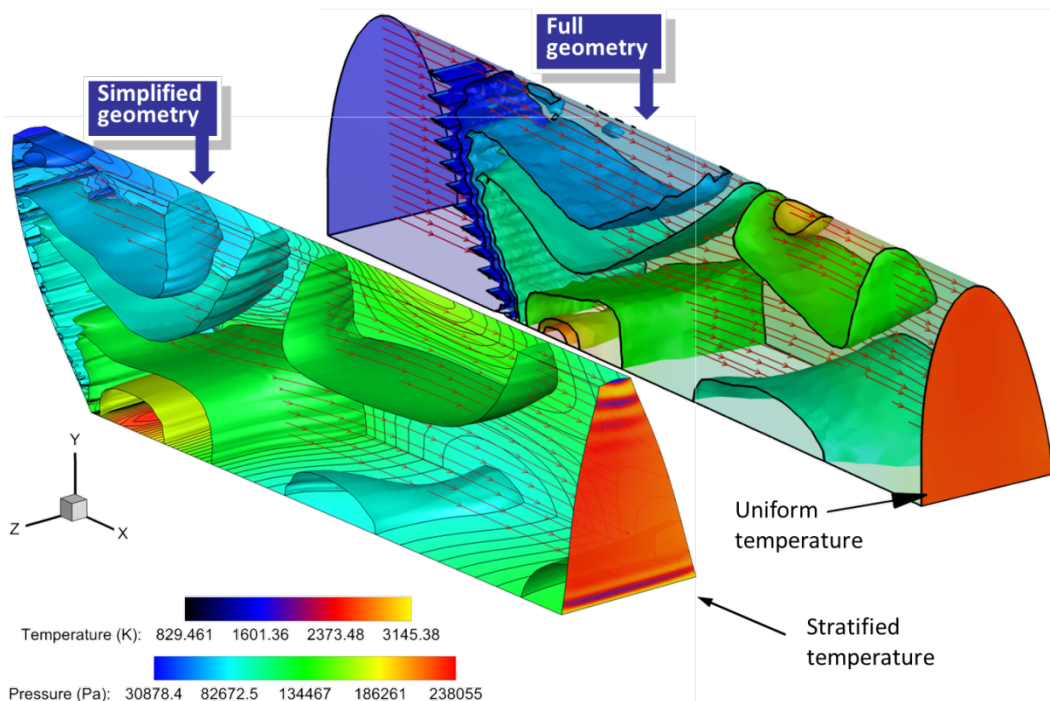 Full
geometry
Simplified
geometry
Y
Z
X
Uniform
temperature
Stratified
temperature
Temperature (K): 829.461 1601.36 2373.48 3145.38
Pressure (Pa): 30878.4 82672.5 134467 186261 238055